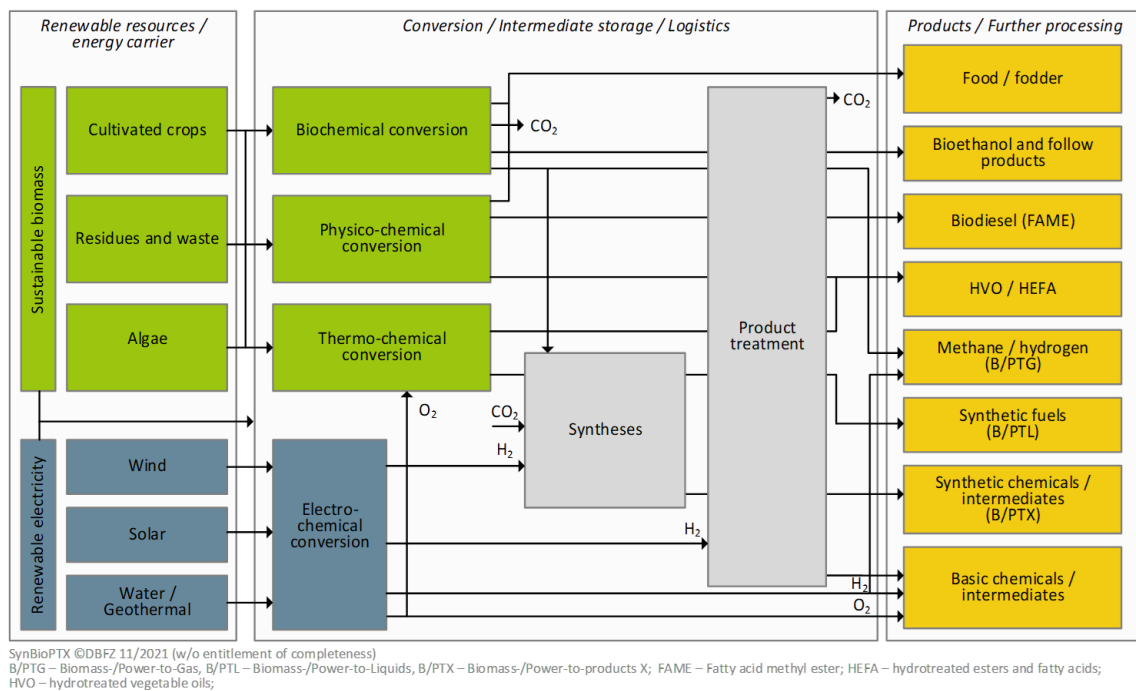 Renewable resources /
energy carrier
Conversion / Intermediate storage / Logistics
Products / Further processing
Sustainable biomass
Cultivated crops
Residues and waste
Algae
Renewable electricity
Wind
Solar
Water /
Geothermal
Biochemical conversion
Physico-chemical
conversion
Thermo-chemical
conversion
Electro-
chemical
conversion
CO₂
O₂
CO₂
H₂
Syntheses
H₂
Product
treatment
CO₂
H₂
O₂
Food / fodder
Bioethanol and follow
products
Biodiesel (FAME)
HVO / HEFA
Methane / hydrogen
(B/PTG)
Synthetic fuels
(B/PTL)
Synthetic chemicals /
intermediates
(B/PTX)
Basic chemicals /
intermediates
SynBioPTX ©DBFZ 11/2021 (w/o entitlement of completeness)
B/PTG – Biomass-/Power-to-Gas, B/PTL – Biomass-/Power-to-Liquids, B/PTX – Biomass-/Power-to-products X; FAME – Fatty acid methyl ester; HEFA – hydrotreated esters and fatty acids;
HVO – hydrotreated vegetable oils;